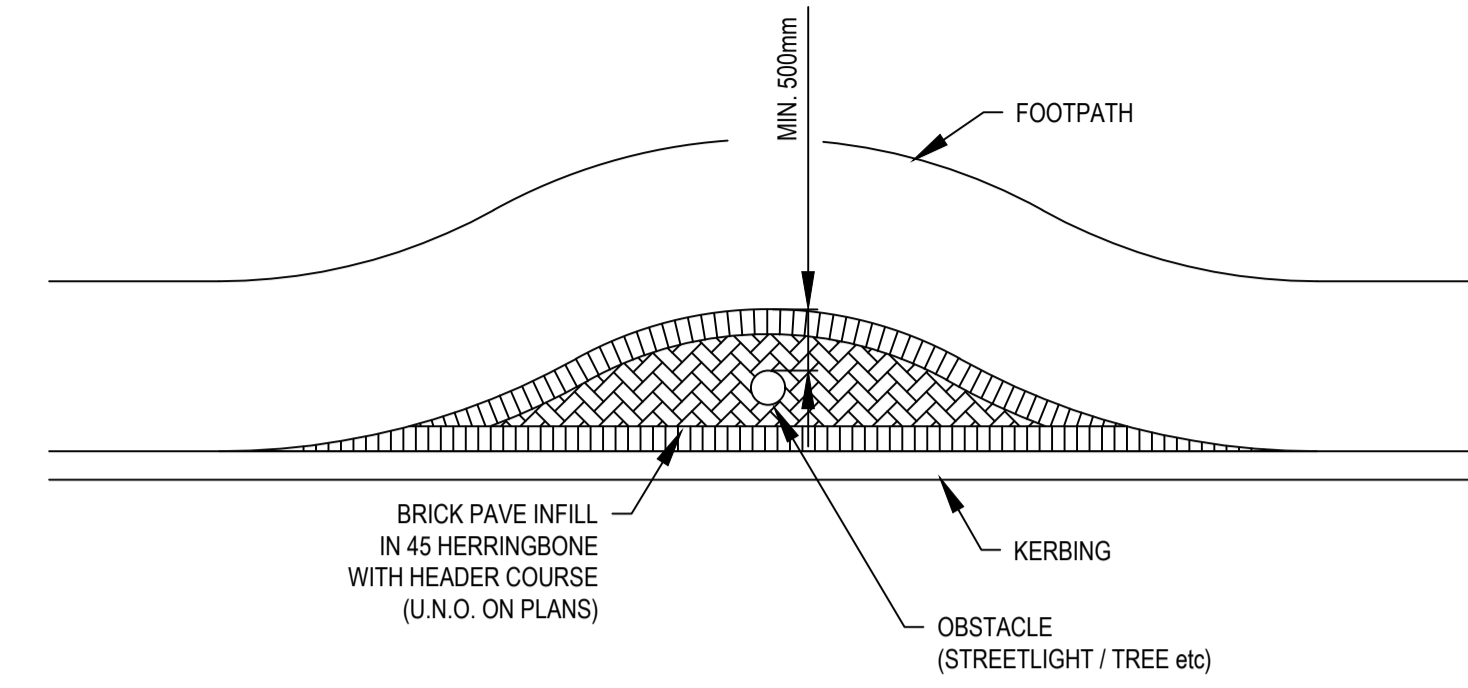 MIN. 500mm
FOOTPATH
BRICK PAVE INFILL
IN 45 HERRINGBONE
WITH HEADER COURSE
(U.N.O. ON PLANS)
KERBING
OBSTACLE
(STREETLIGHT / TREE etc)